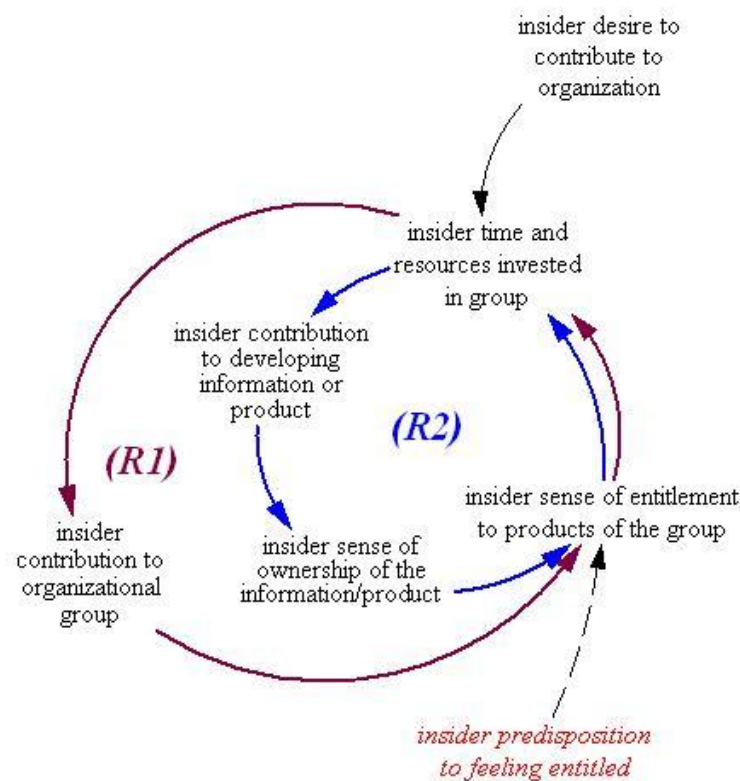 insider desire to
contribute to
organization
insider time and
resources invested
in group
insider contribution
to developing
information or
product
(R1)
(R2)
insider sense of entitlement
to products of the group
insider
contribution to
organizational
group
insider sense of
ownership of the
information/product
insider predisposition
to feeling entitled